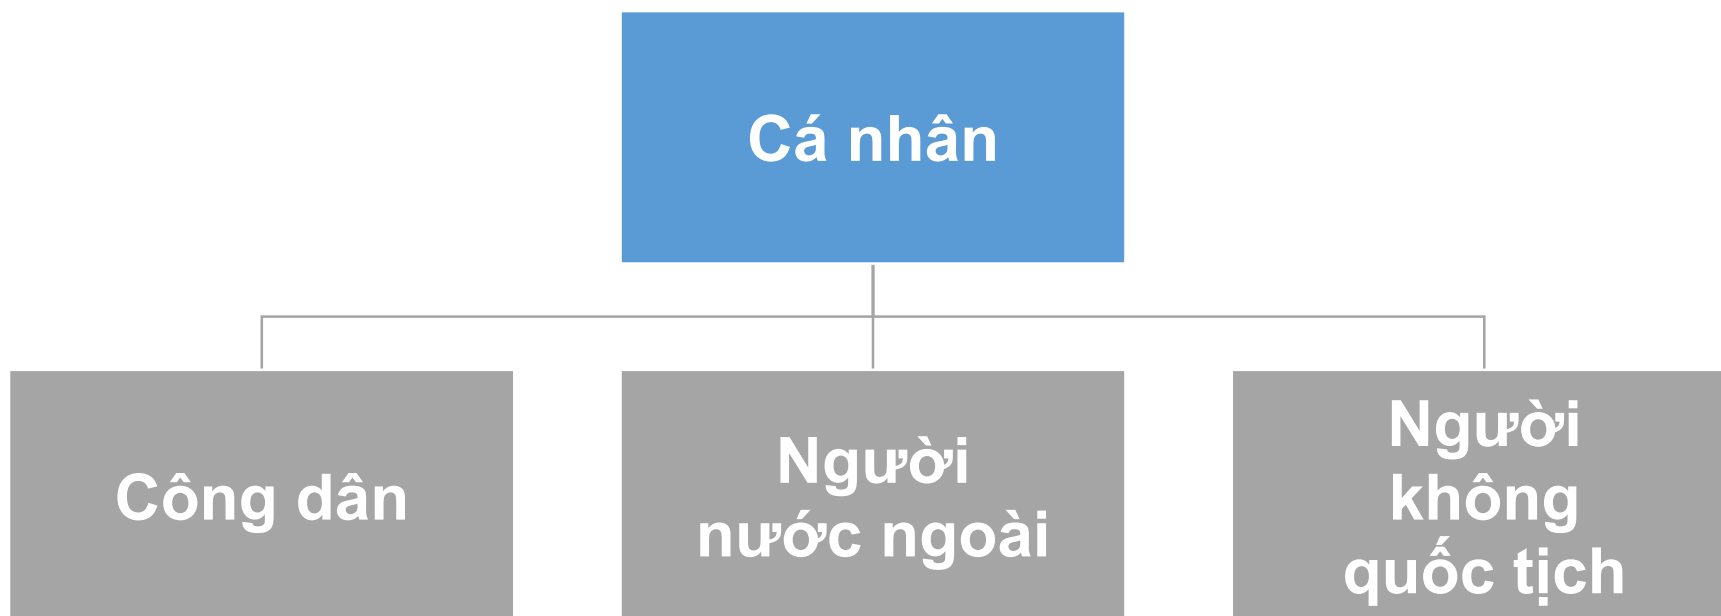 Cá nhân
Công dân
Người
nước ngoài
Người
không
quốc tịch